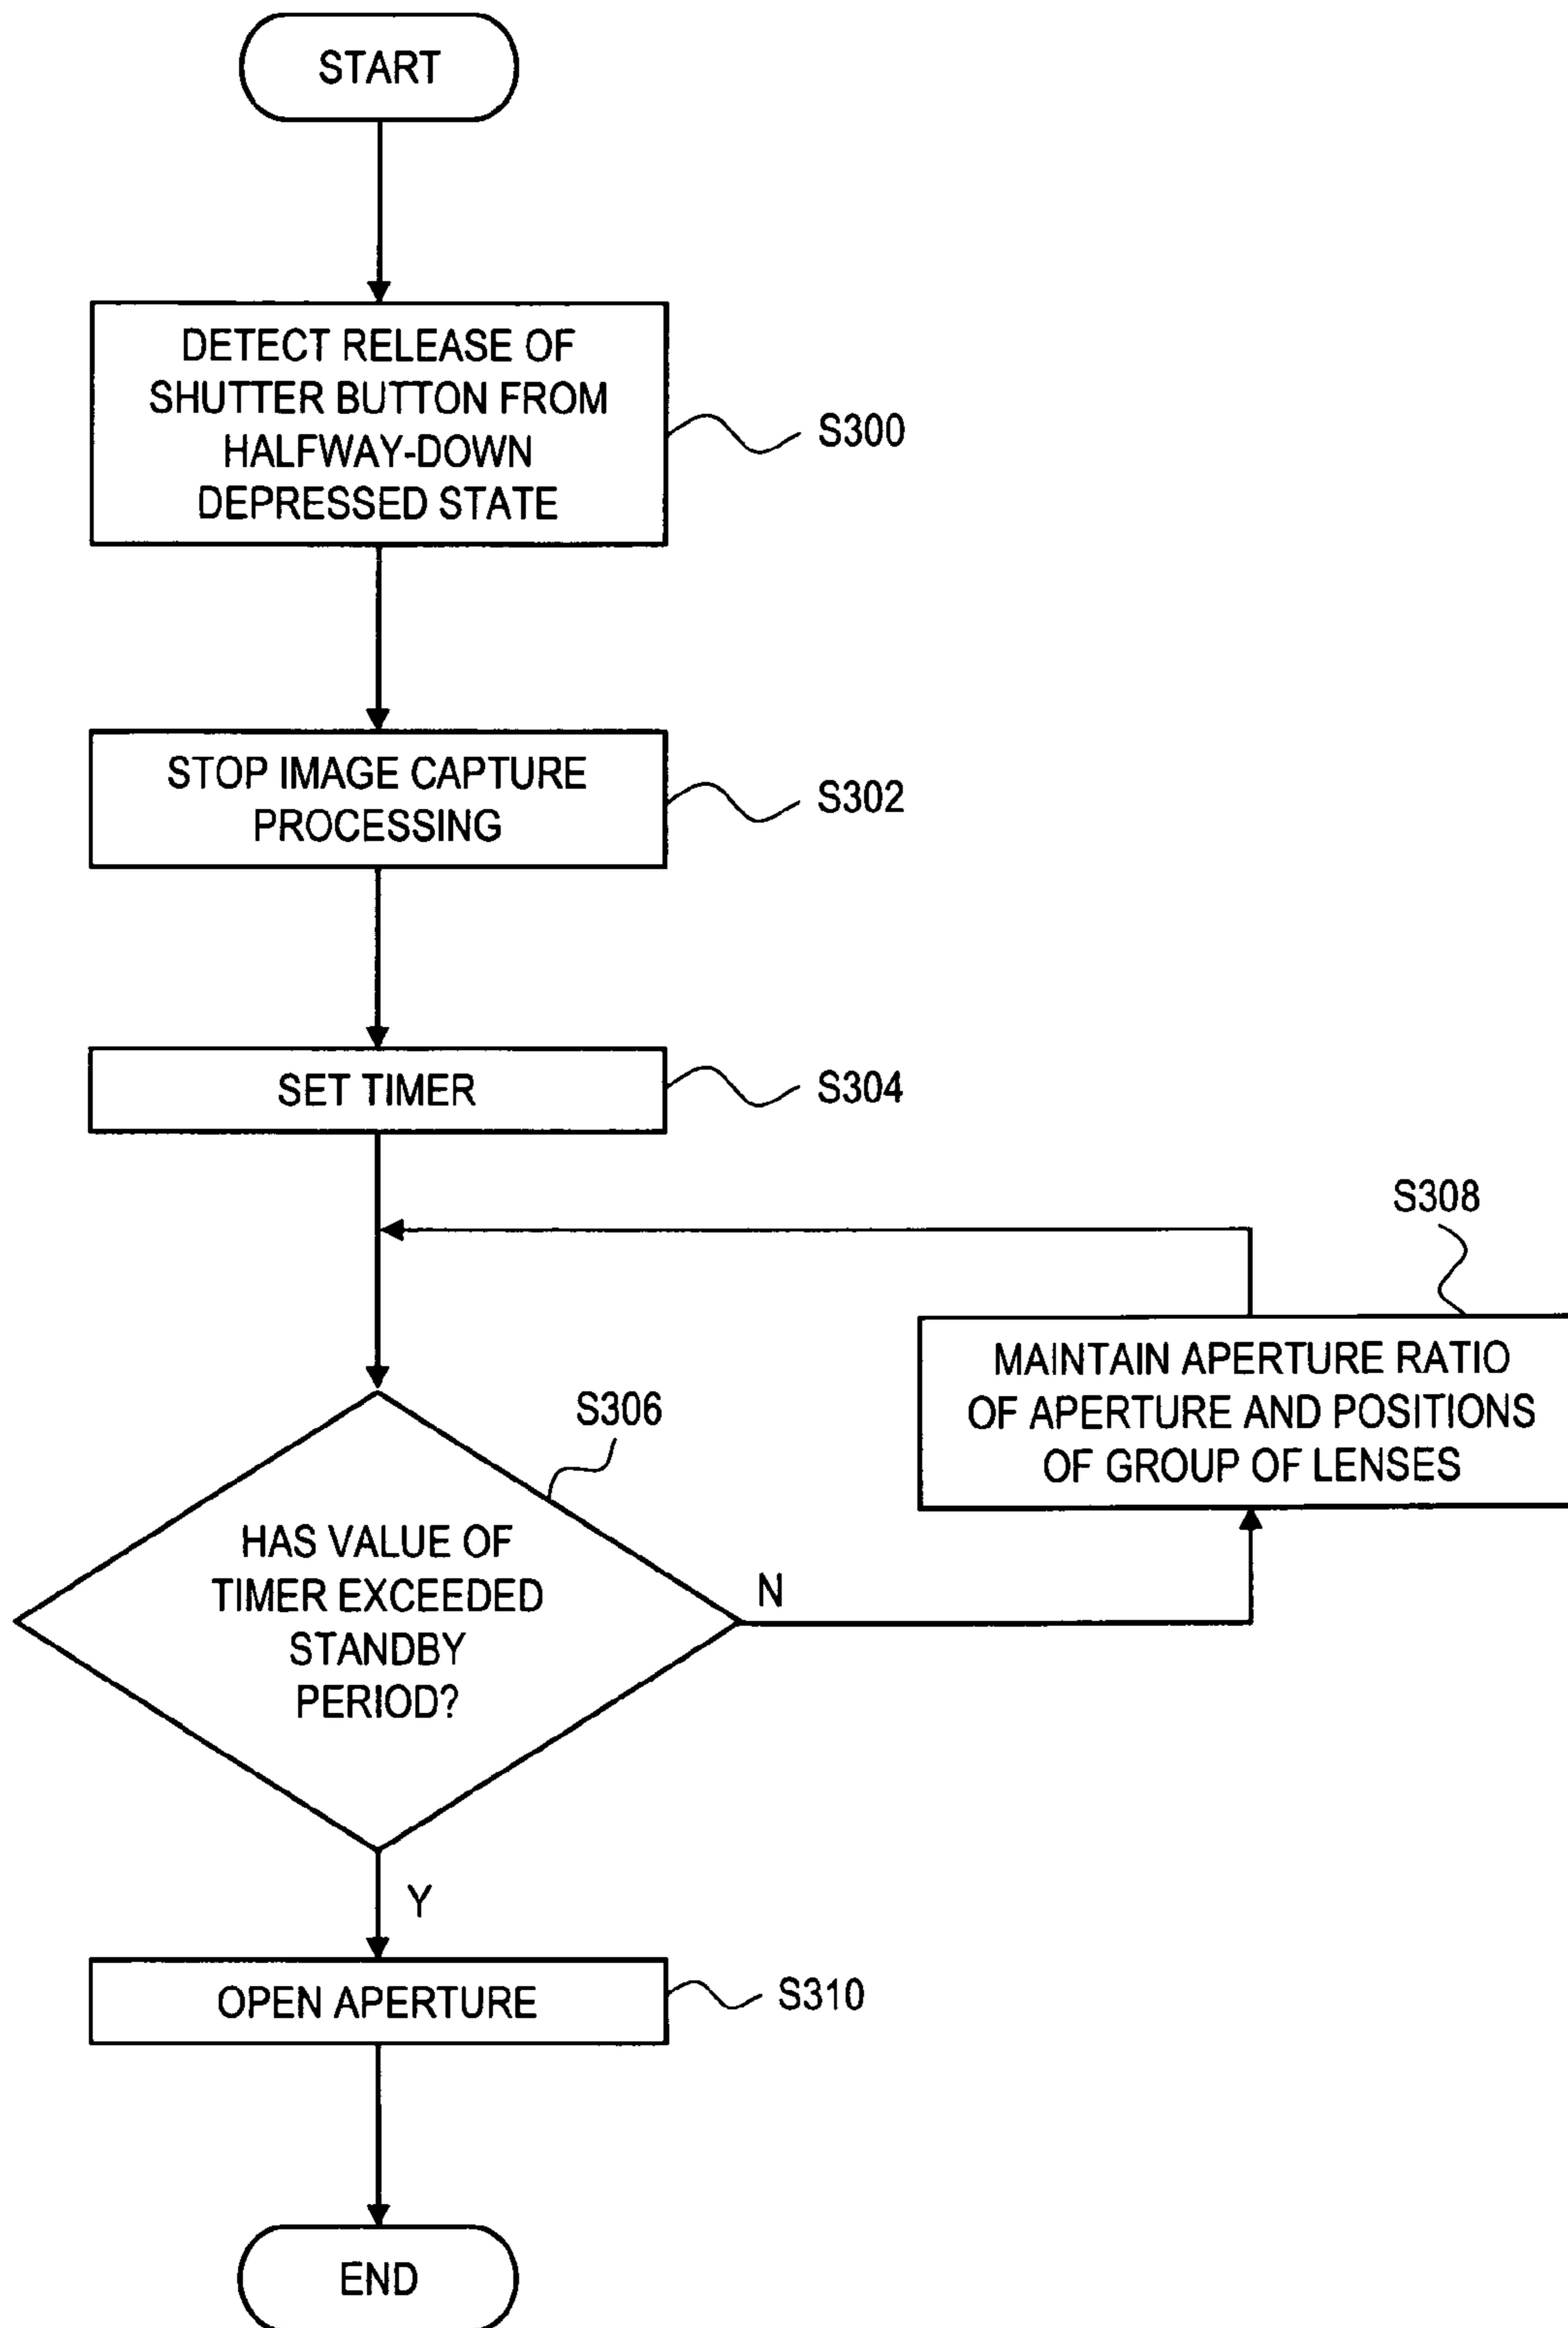 START
DETECT RELEASE OF
SHUTTER BUTTON FROM
HALFWAY-DOWN
DEPRESSED STATE
S300
STOP IMAGE CAPTURE
PROCESSING
S302
SET TIMER
S304
S308
MAINTAIN APERTURE RATIO
OF APERTURE AND POSITIONS
OF GROUP OF LENSES
S306
HAS VALUE OF
TIMER EXCEEDED
STANDBY
PERIOD?
N
Y
OPEN APERTURE
S310
END